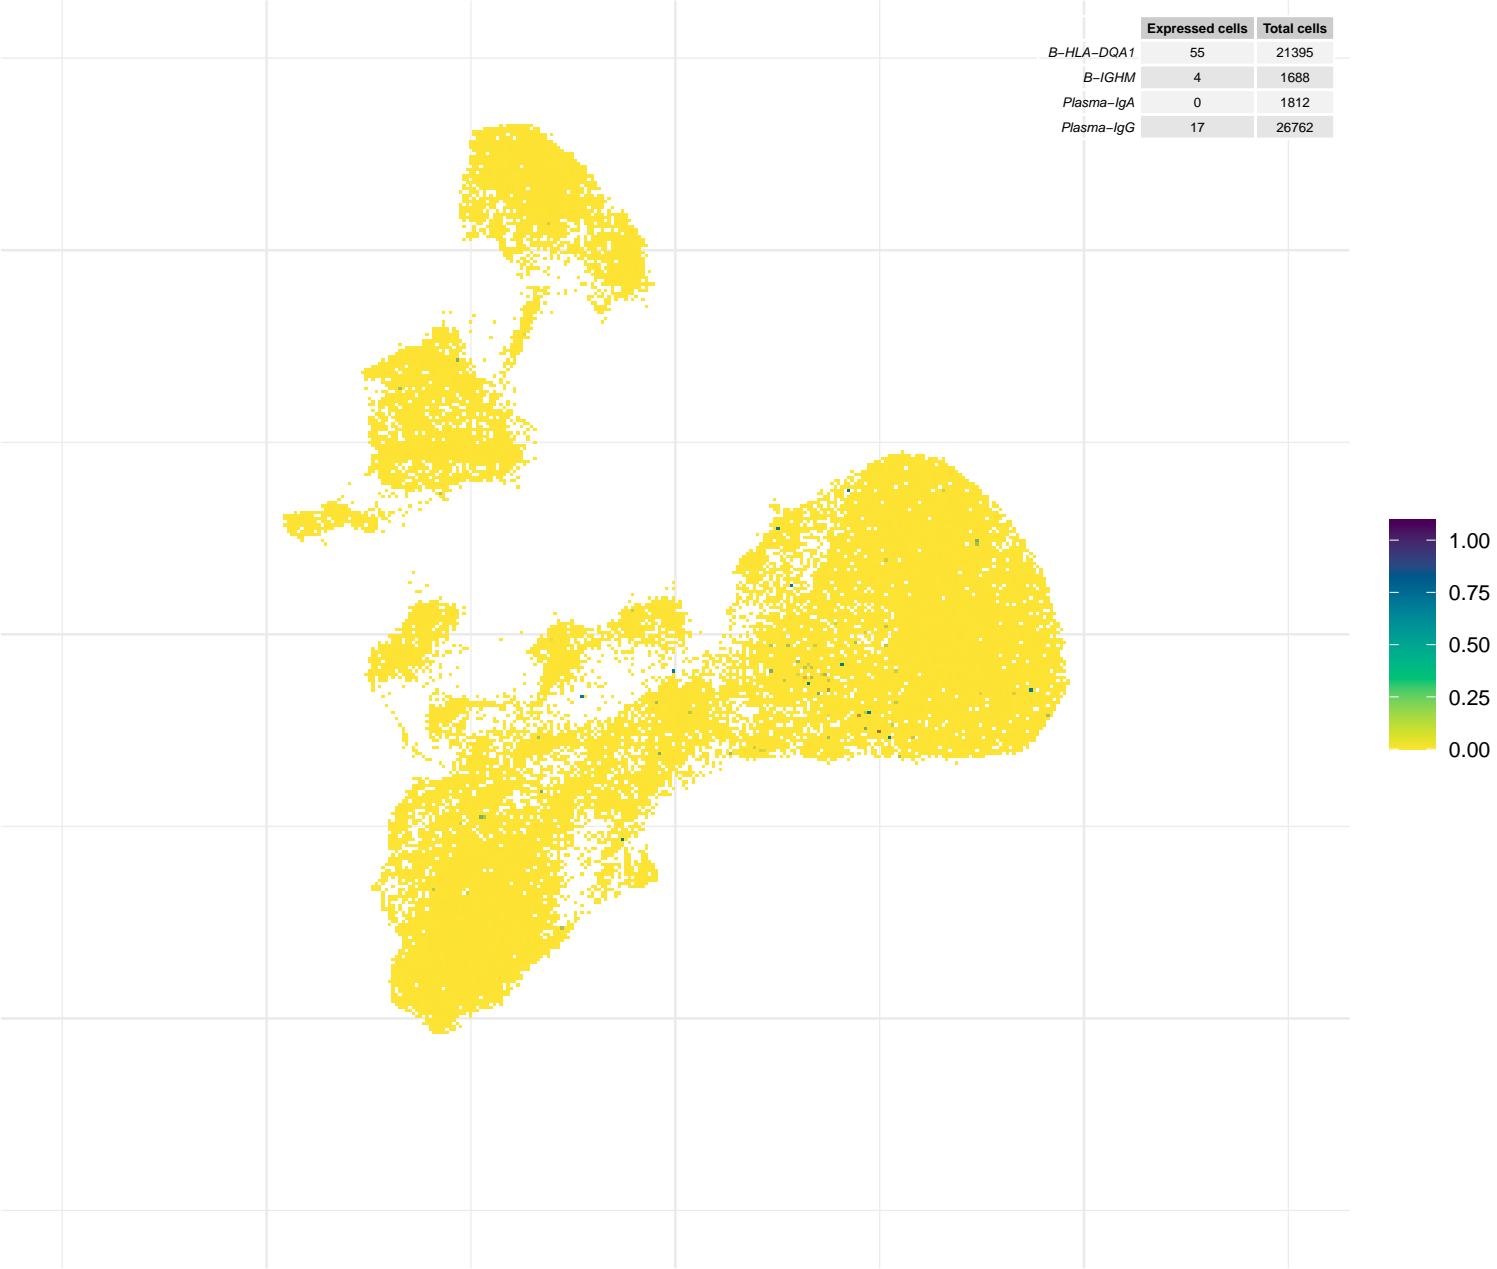 Expressed cells Total cells
B−HLA−DQA1 55 21395
B−IGHM 4 1688
Plasma−IgA 0 1812
Plasma−IgG 17 26762
1.00
0.75
0.50
0.25
0.00